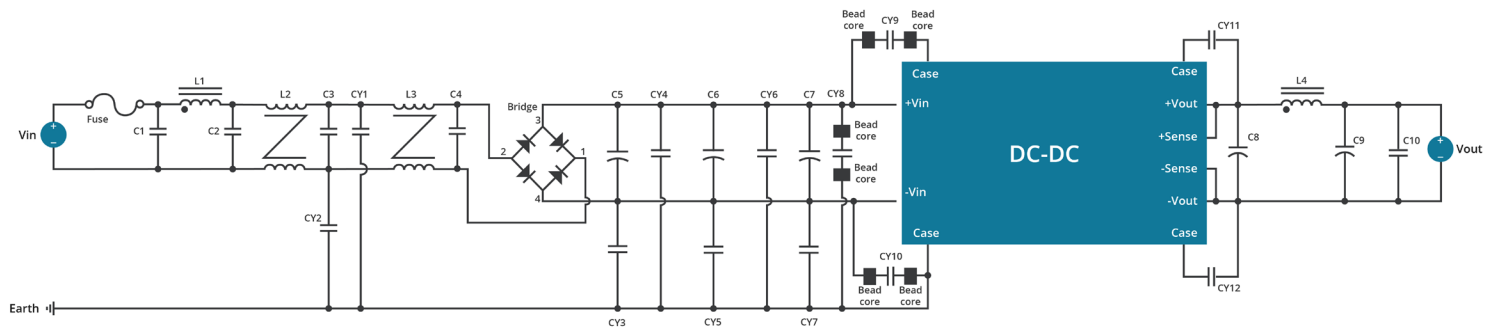 Bead
core
CY9
Bead
core
CY11
Case
Case
L1
L2
C3
CY1
L3
C4
Bridge
C5
CY4
C6
CY6
C7
CY8
+Vin
+Vout
L4
Fuse
3
Vin
+
−
C1
C2
2
1
Bead
core
Bead
core
DC-DC
+Sense
-Sense
C8
C9
C10
+
−
Vout
4
-Vin
-Vout
CY2
Case
Case
CY10
Bead
core
Bead
core
CY12
Earth
CY3
CY5
CY7